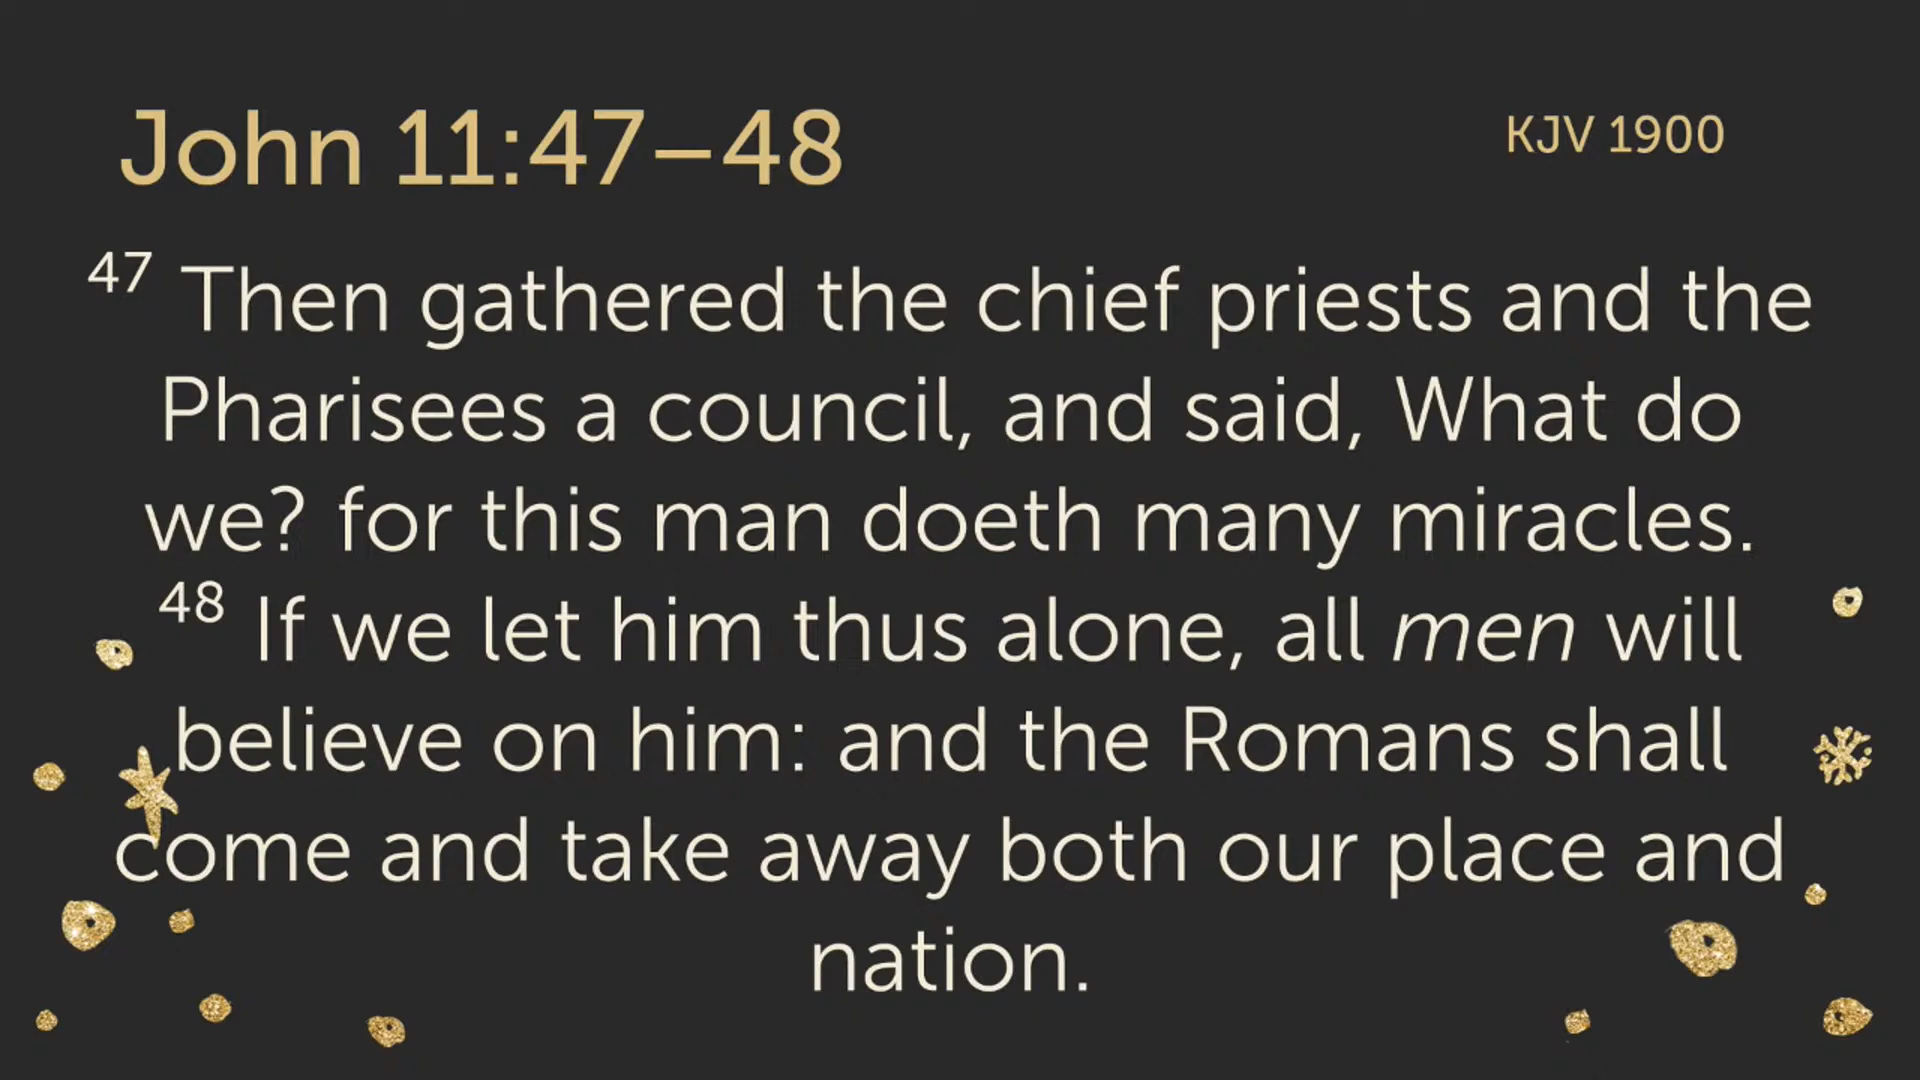 John 11:47–48
KJV 1900
47 Then gathered the chief priests and the
Pharisees a council, and said, What do
we? for this man doeth many miracles.
48 If we let him thus alone, all men will
believe on him: and the Romans shall
come and take away both our place and
nation.